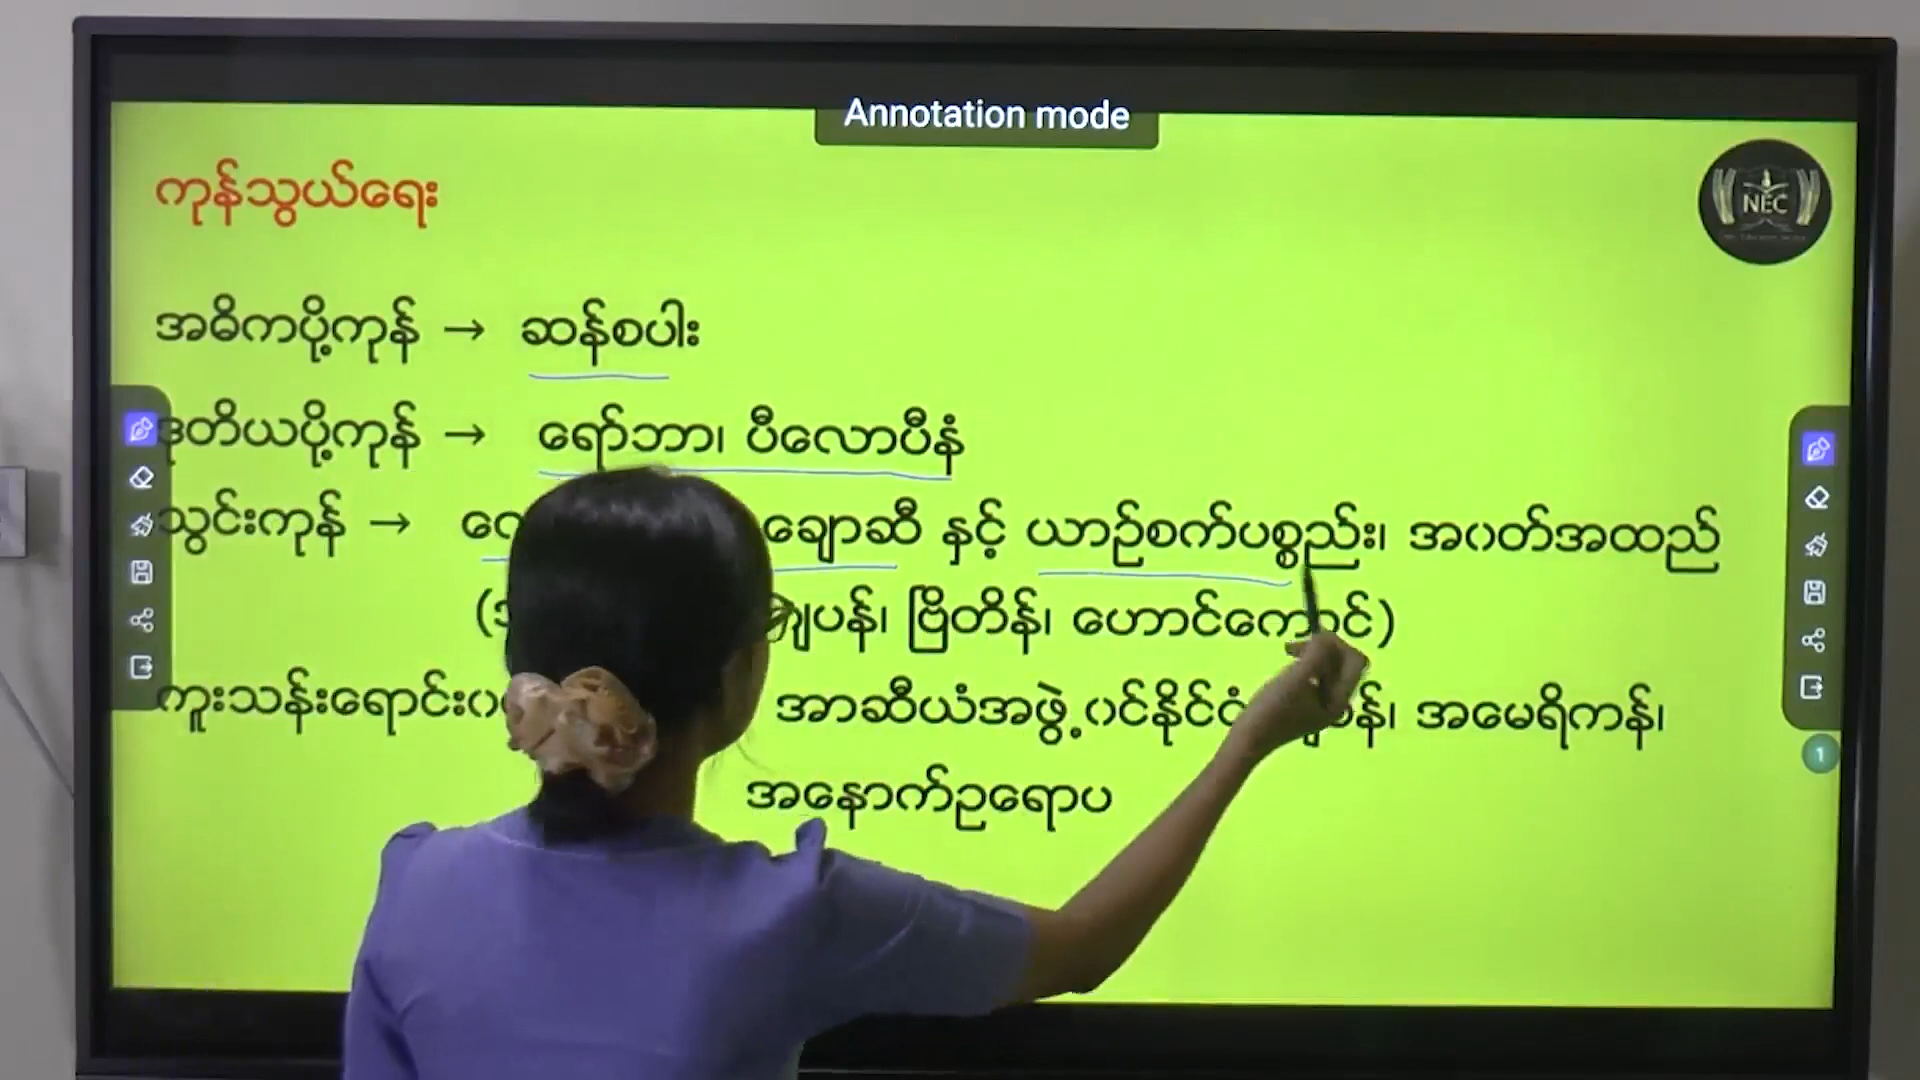 Annotation mode
ကုန်သွယ်ရေး
NEC
အဓိကပို့ကုန် → ဆန်စပါး
ဒုတိယပို့ကုန် → ရော်ဘာ၊ ပီလောပီနံ
သွင်းကုန် → ချောဆီ နှင့် ယာဉ်စက်ပစ္စည်း၊ အဝတ်အထည်
ဂျပန်၊ ဗြိတိန်၊ ဟောင်ကောင်)
ကူးသန်းရောင်းဝ အာဆီယံအဖွဲ့ဝင်နိုင်ငံ အမေရိကန်၊
အနောက်ဥရောပ
1